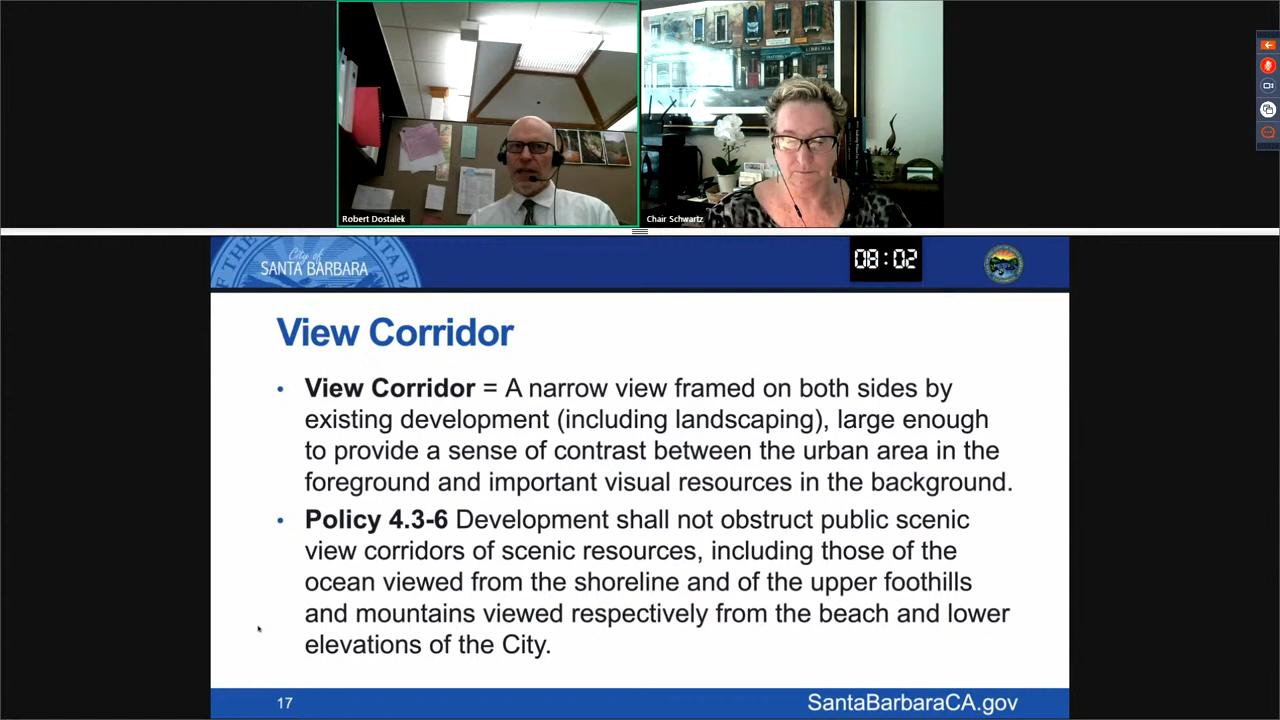 LIBRERIA
Robert Dostalek
Chair Schwartz
City of
SANTA BARBARA
08:02
View Corridor
• View Corridor = A narrow view framed on both sides by
existing development (including landscaping), large enough
to provide a sense of contrast between the urban area in the
foreground and important visual resources in the background.
• Policy 4.3-6 Development shall not obstruct public scenic
view corridors of scenic resources, including those of the
ocean viewed from the shoreline and of the upper foothills
and mountains viewed respectively from the beach and lower
elevations of the City.
17
SantaBarbaraCA.gov